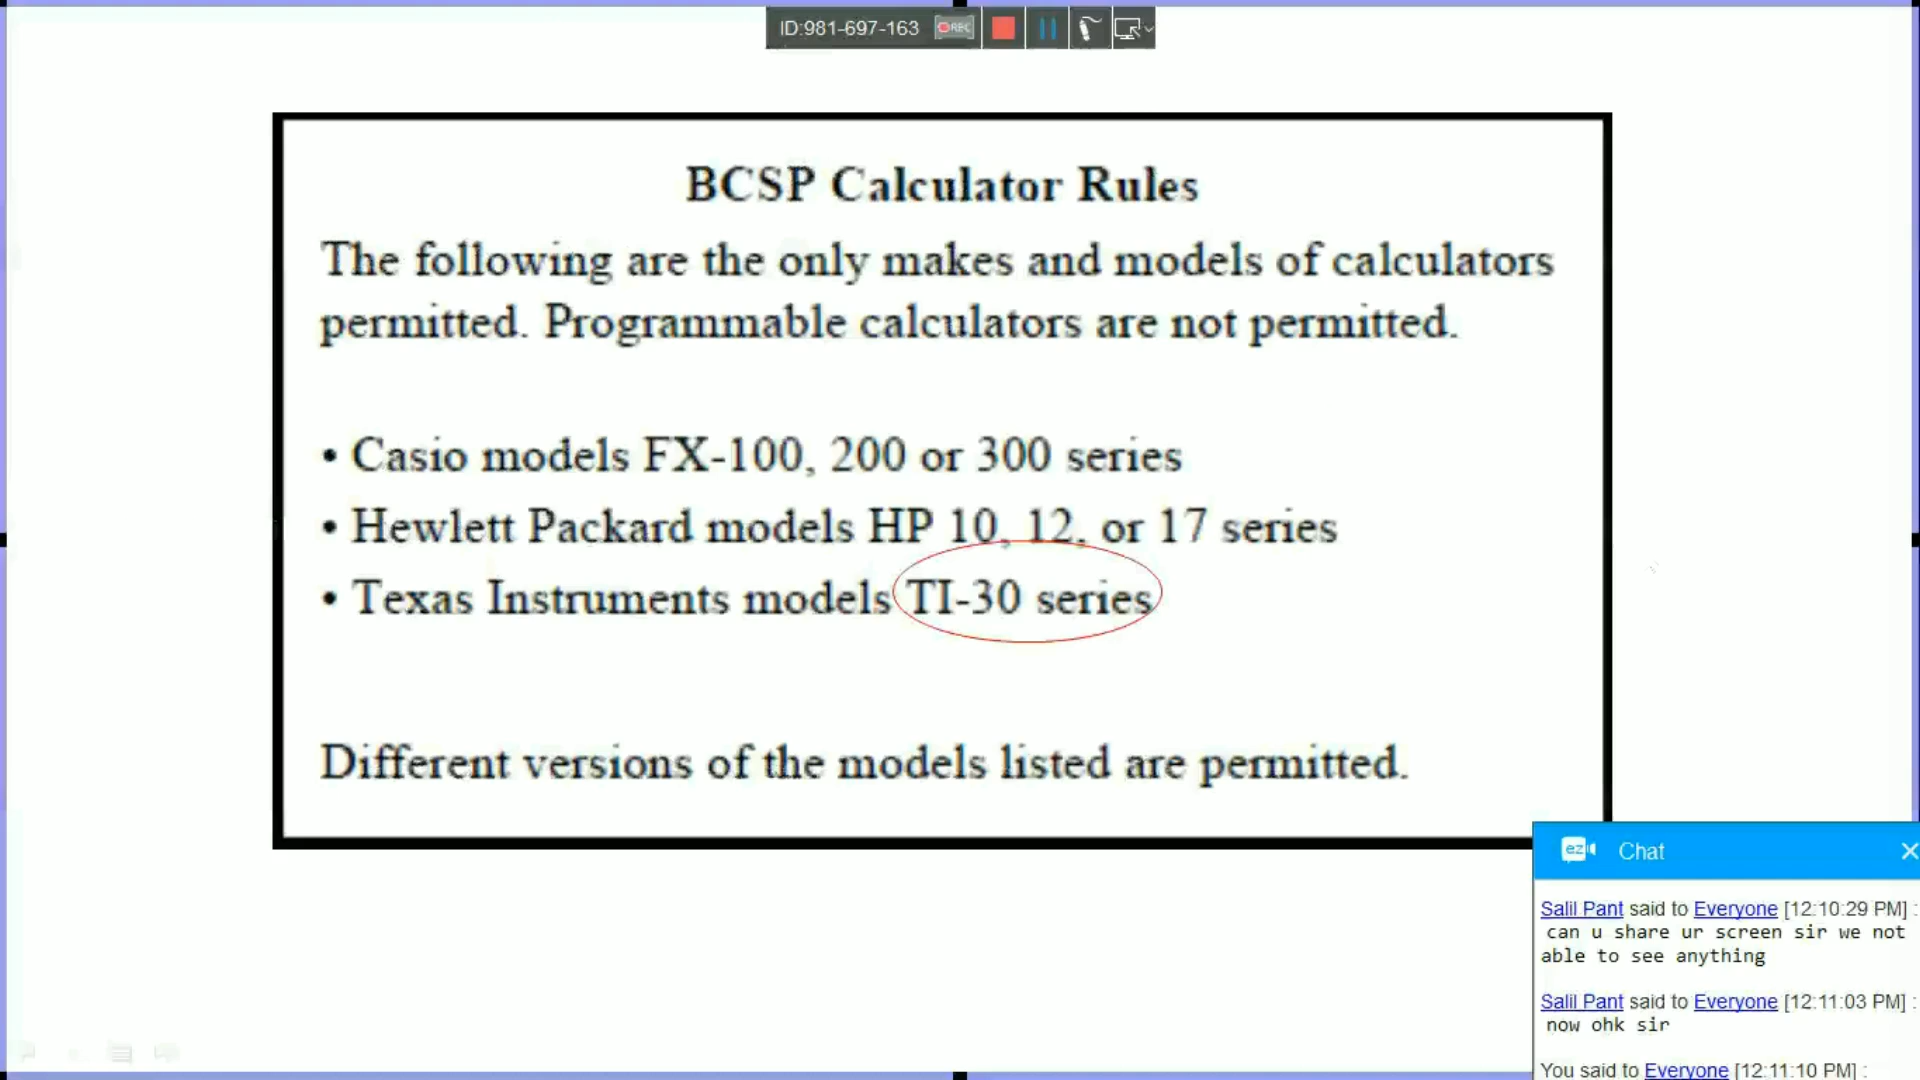 ID:981-697-163
REC
BCSP Calculator Rules
The following are the only makes and models of calculators
permitted. Programmable calculators are not permitted.
• Casio models FX-100, 200 or 300 series
• Hewlett Packard models HP 10, 12, or 17 series
• Texas Instruments models TI-30 series
Different versions of the models listed are permitted.
ez Chat
Salil Pant said to Everyone [12:10:29 PM] :
can u share ur screen sir we not
able to see anything
Salil Pant said to Everyone [12:11:03 PM] :
now ohk sir
You said to Everyone [12:11:10 PM] :